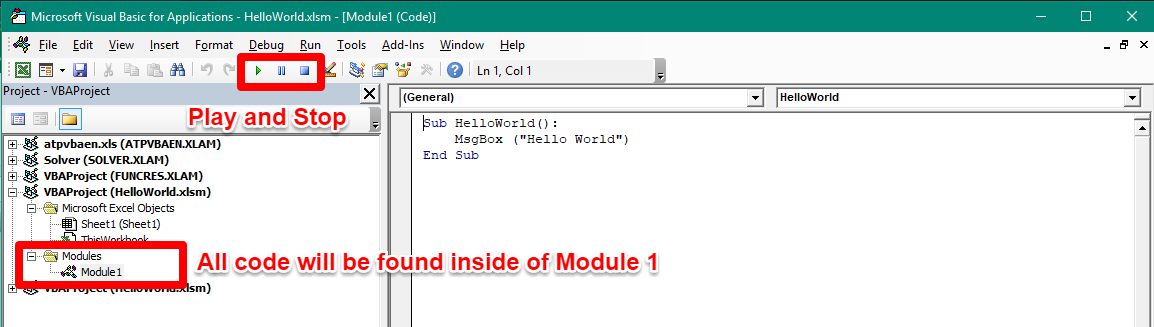 Microsoft Visual Basic for Applications - HelloWorld.xlsm - [Module1 (Code)]
File Edit View Insert Format Debug Run Tools Add-Ins Window Help
Ln 1, Col 1
Project - VBAProject
Play and Stop
(General) HelloWorld
Sub HelloWorld():
MsgBox ("Hello World")
End Sub
atpvbaen.xls (ATPVBAEN.XLAM)
Solver (SOLVER.XLAM)
VBAProject (FUNCRES.XLAM)
VBAProject (HelloWorld.xlsm)
Microsoft Excel Objects
Sheet1 (Sheet1)
ThisWorkbook
Modules
Module1
All code will be found inside of Module 1
VBAProject (HelloWorld.xlsm)